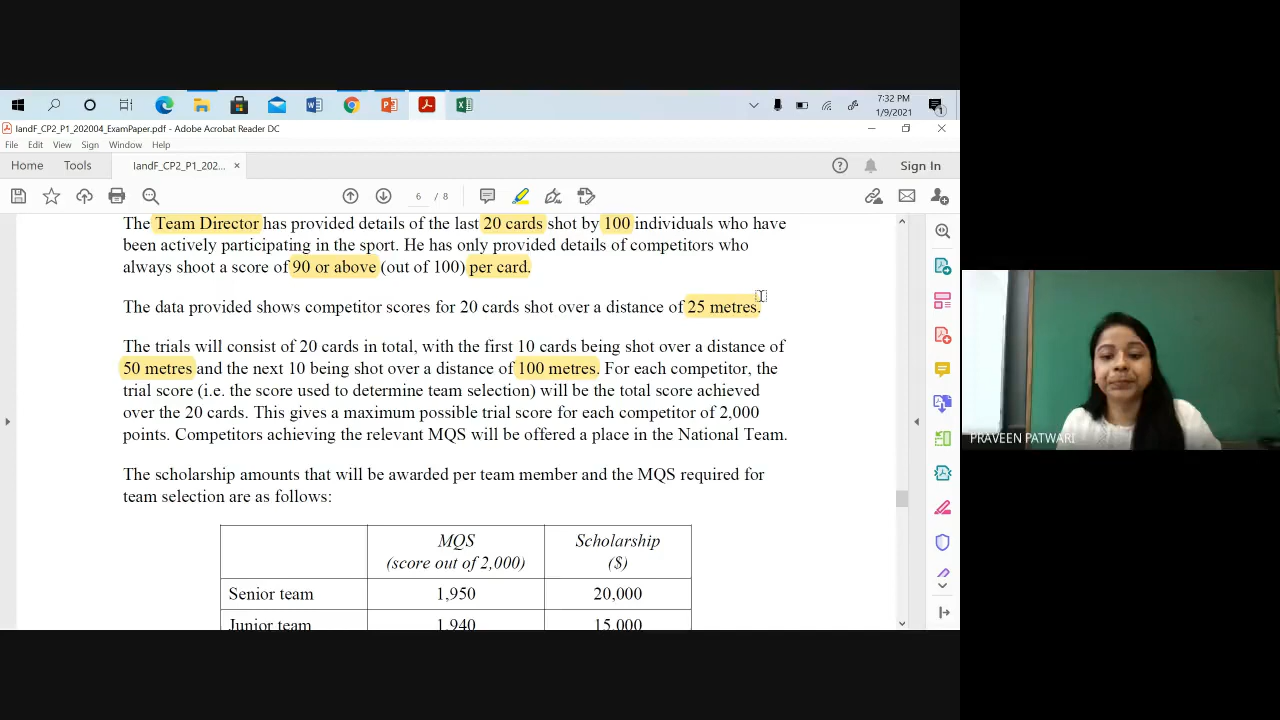 7:32 PM
1/9/2021
IandF_CP2_P1_202004_ExamPaper.pdf - Adobe Acrobat Reader DC
File Edit View Sign Window Help
Home Tools IandF_CP2_P1_202... × Sign In
6 / 8
The Team Director has provided details of the last 20 cards shot by 100 individuals who have
been actively participating in the sport. He has only provided details of competitors who
always shoot a score of 90 or above (out of 100) per card.
The data provided shows competitor scores for 20 cards shot over a distance of 25 metres.
The trials will consist of 20 cards in total, with the first 10 cards being shot over a distance of
50 metres and the next 10 being shot over a distance of 100 metres. For each competitor, the
trial score (i.e. the score used to determine team selection) will be the total score achieved
over the 20 cards. This gives a maximum possible trial score for each competitor of 2,000
points. Competitors achieving the relevant MQS will be offered a place in the National Team.
The scholarship amounts that will be awarded per team member and the MQS required for
team selection are as follows:
MQS Scholarship
(score out of 2,000) ($)
Senior team 1,950 20,000
Junior team 1,940 15,000
PRAVEEN PATWARI